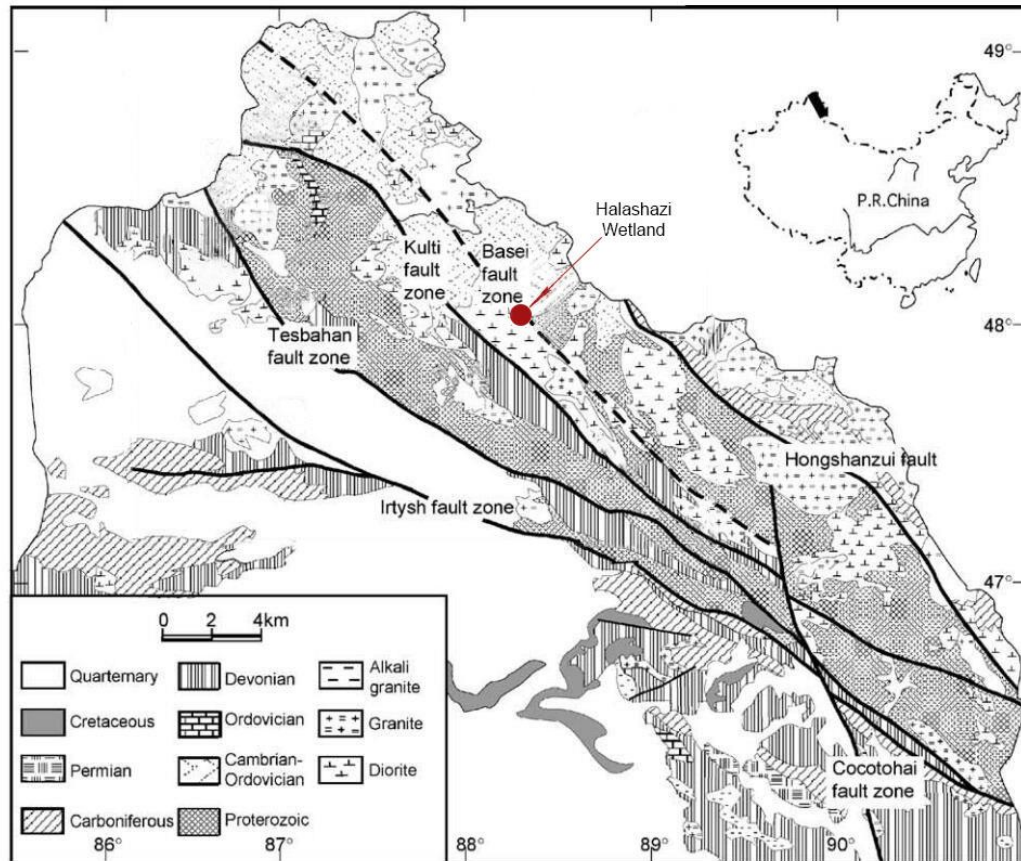 49°
P.R.China
Halashazi
Wetland
Kulti
fault
zone
Basei
fault
zone
48°
Tesbahan
fault zone
Hongshanzui fault
Irtysh fault zone
47°
0 2 4km
Quarternary
Devonian
Alkali
granite
Cretaceous
Ordovician
Granite
Permian
Cambrian-
Ordovician
Diorite
Carboniferous
Proterozoic
Cocotohai
fault zone
86° 87° 88° 89° 90°